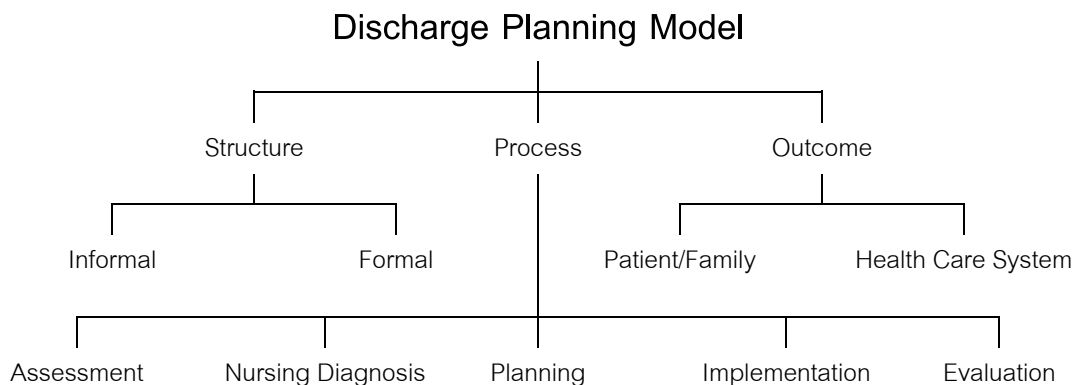 Discharge Planning Model
Structure Process Outcome
Informal Formal Patient/Family Health Care System
Assessment Nursing Diagnosis Planning Implementation Evaluation